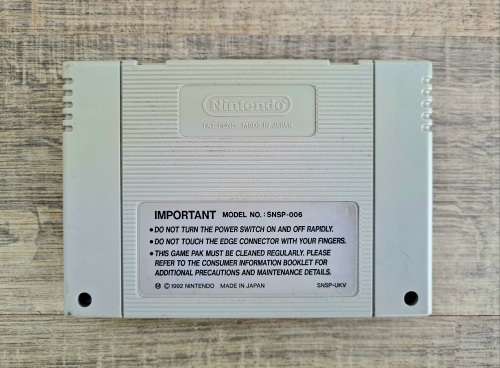 Nintendo
PAT. PEND. MADE IN JAPAN
IMPORTANT MODEL NO.: SNSP-006
• DO NOT TURN THE POWER SWITCH ON AND OFF RAPIDLY.
• DO NOT TOUCH THE EDGE CONNECTOR WITH YOUR FINGERS.
• THIS GAME PAK MUST BE CLEANED REGULARLY. PLEASE
REFER TO THE CONSUMER INFORMATION BOOKLET FOR
ADDITIONAL PRECAUTIONS AND MAINTENANCE DETAILS.
© 1992 NINTENDO MADE IN JAPAN SNSP-UKV